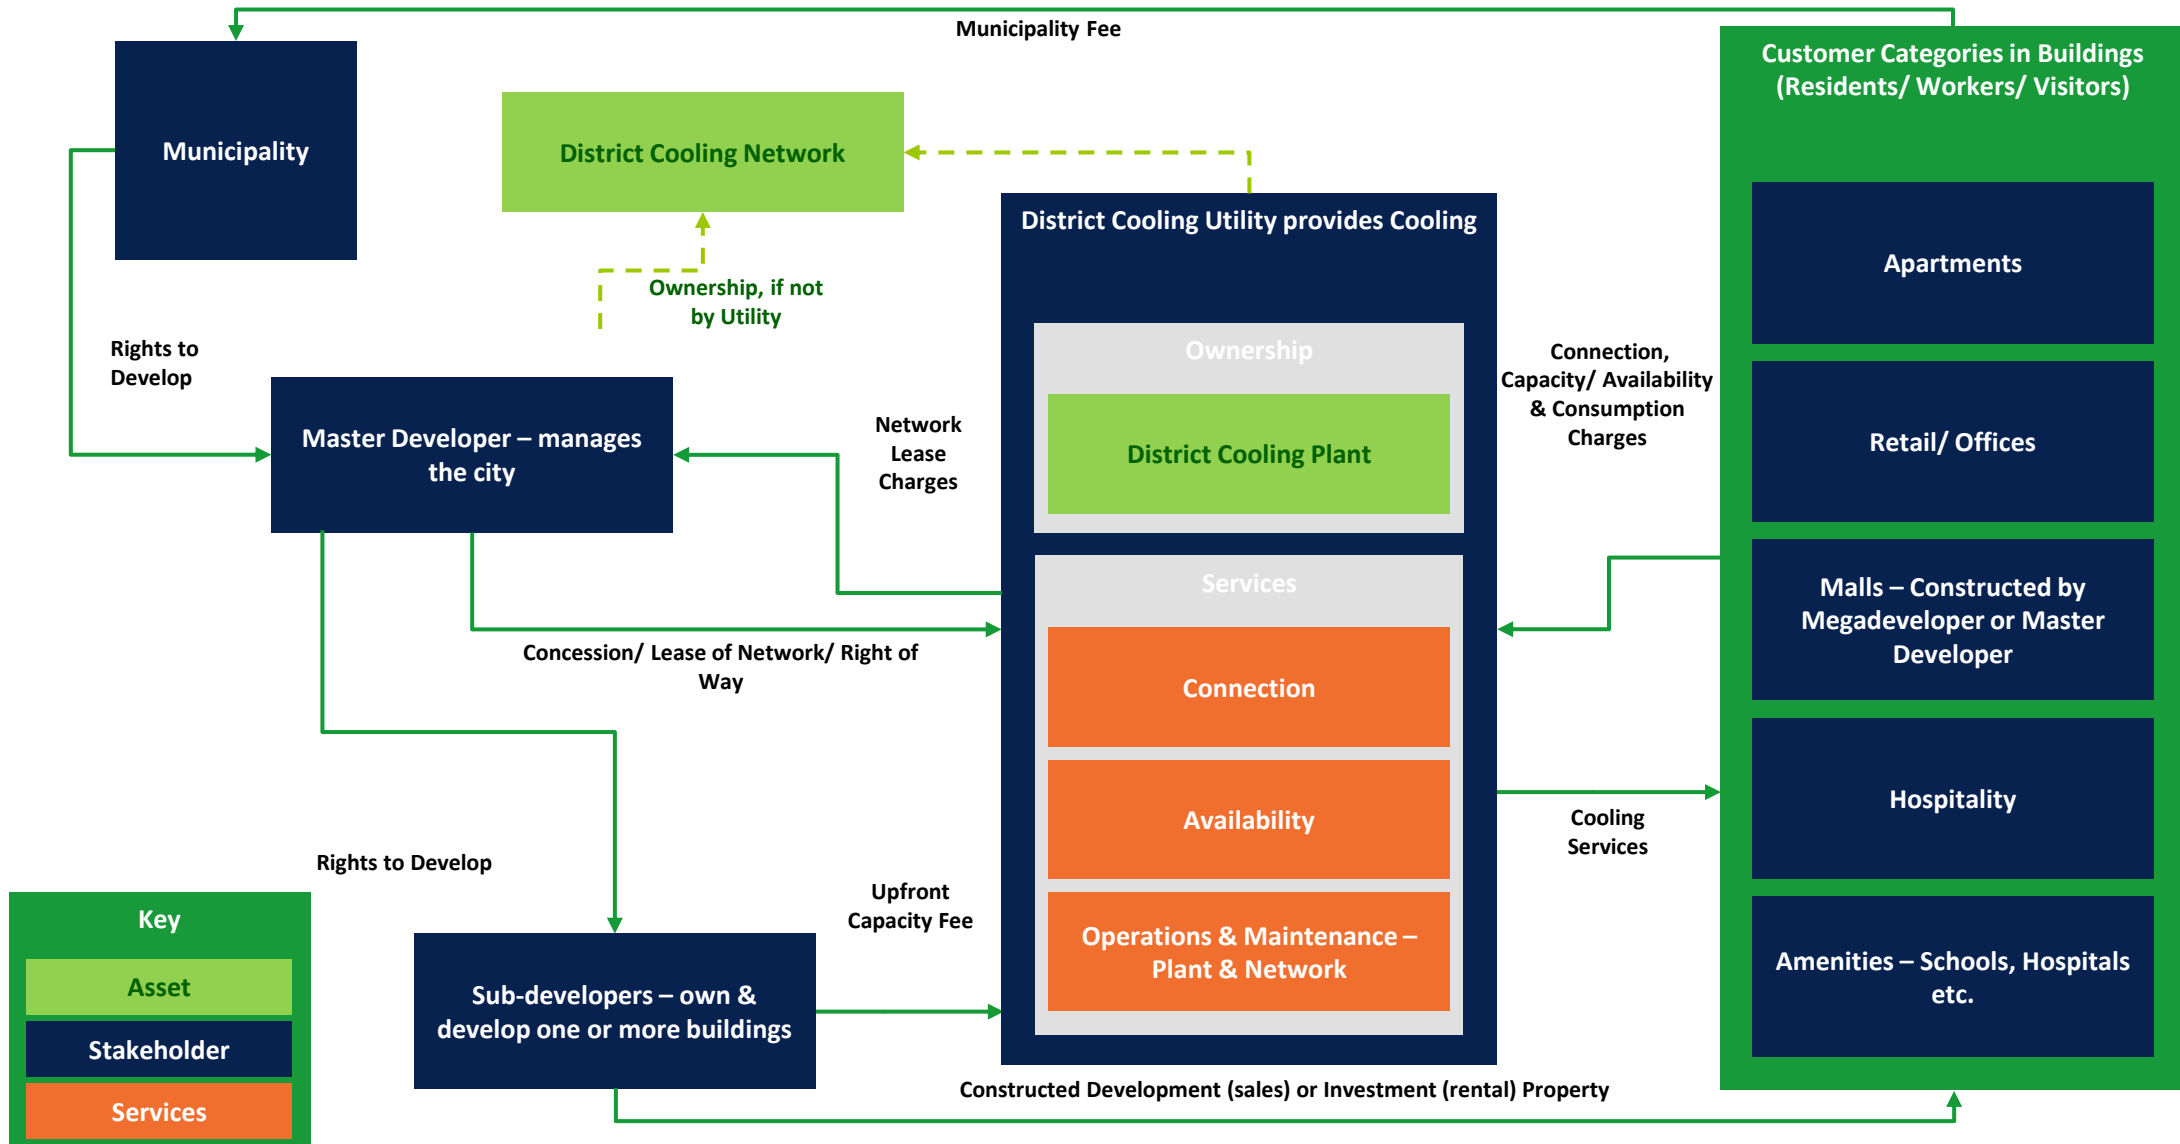 Municipality Fee
Customer Categories in Buildings
(Residents/ Workers/ Visitors)
Municipality
District Cooling Network
District Cooling Utility provides Cooling
Apartments
Ownership, if not
by Utility
Rights to
Develop
Ownership
Connection,
Capacity/ Availability
& Consumption
Charges
Master Developer – manages
the city
Network
Lease
Charges
District Cooling Plant
Retail/ Offices
Services
Malls – Constructed by
Megadeveloper or Master
Developer
Concession/ Lease of Network/ Right of
Way
Connection
Availability
Hospitality
Cooling
Services
Rights to Develop
Upfront
Capacity Fee
Key
Asset
Stakeholder
Services
Sub-developers – own &
develop one or more buildings
Operations & Maintenance –
Plant & Network
Amenities – Schools, Hospitals
etc.
Constructed Development (sales) or Investment (rental) Property